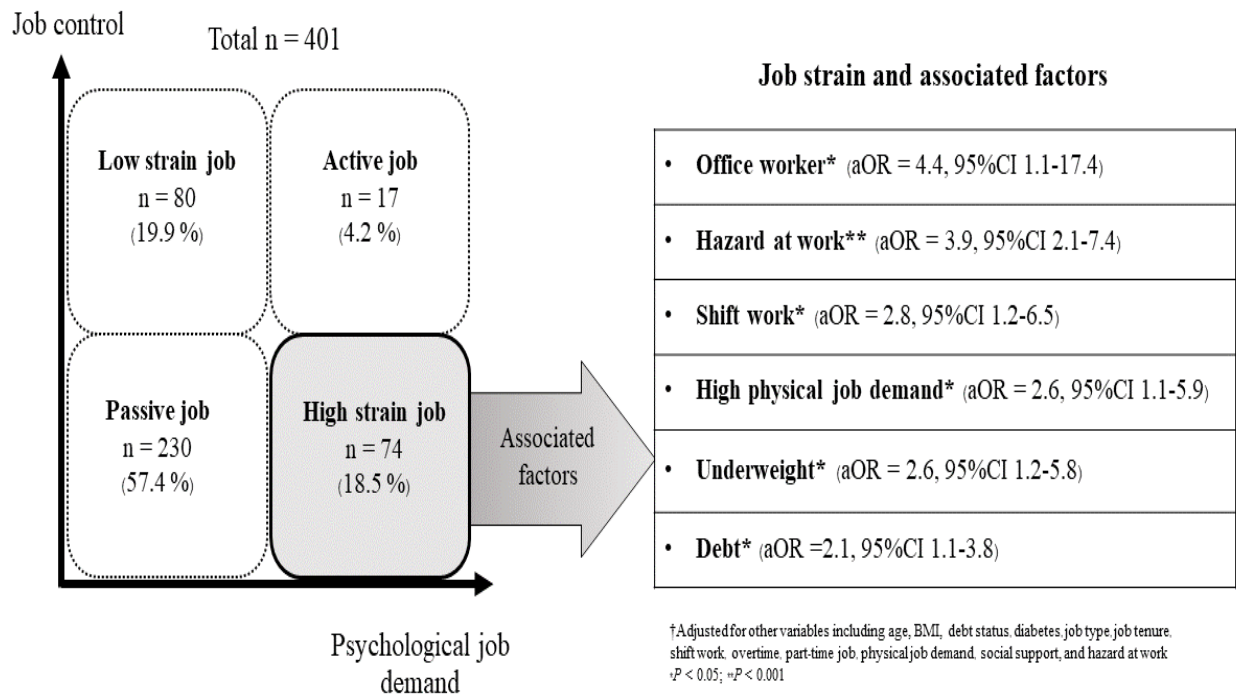 Job control
Total n = 401
Low strain job
n = 80
(19.9 %)
Active job
n = 17
(4.2 %)
Passive job
n = 230
(57.4 %)
High strain job
n = 74
(18.5 %)
Psychological job
demand
Associated
factors
Job strain and associated factors
• Office worker* (aOR = 4.4, 95%CI 1.1-17.4)
• Hazard at work** (aOR = 3.9, 95%CI 2.1-7.4)
• Shift work* (aOR = 2.8, 95%CI 1.2-6.5)
• High physical job demand* (aOR = 2.6, 95%CI 1.1-5.9)
• Underweight* (aOR = 2.6, 95%CI 1.2-5.8)
• Debt* (aOR =2.1, 95%CI 1.1-3.8)
†Adjusted for other variables including age, BMI, debt status, diabetes, job type, job tenure,
shift work, overtime, part-time job, physical job demand, social support, and hazard at work
*P < 0.05; **P < 0.001